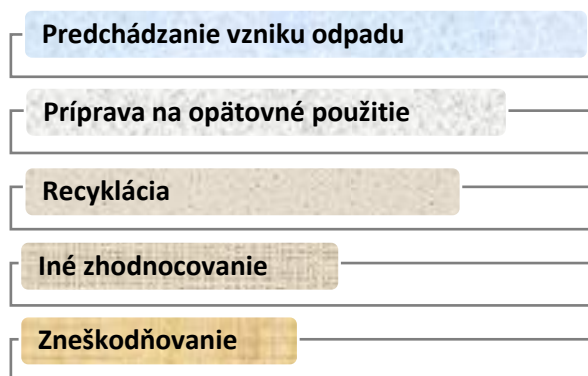 Predchádzanie vzniku odpadu
Príprava na opätovné použitie
Recyklácia
Iné zhodnocovanie
Zneškodňovanie